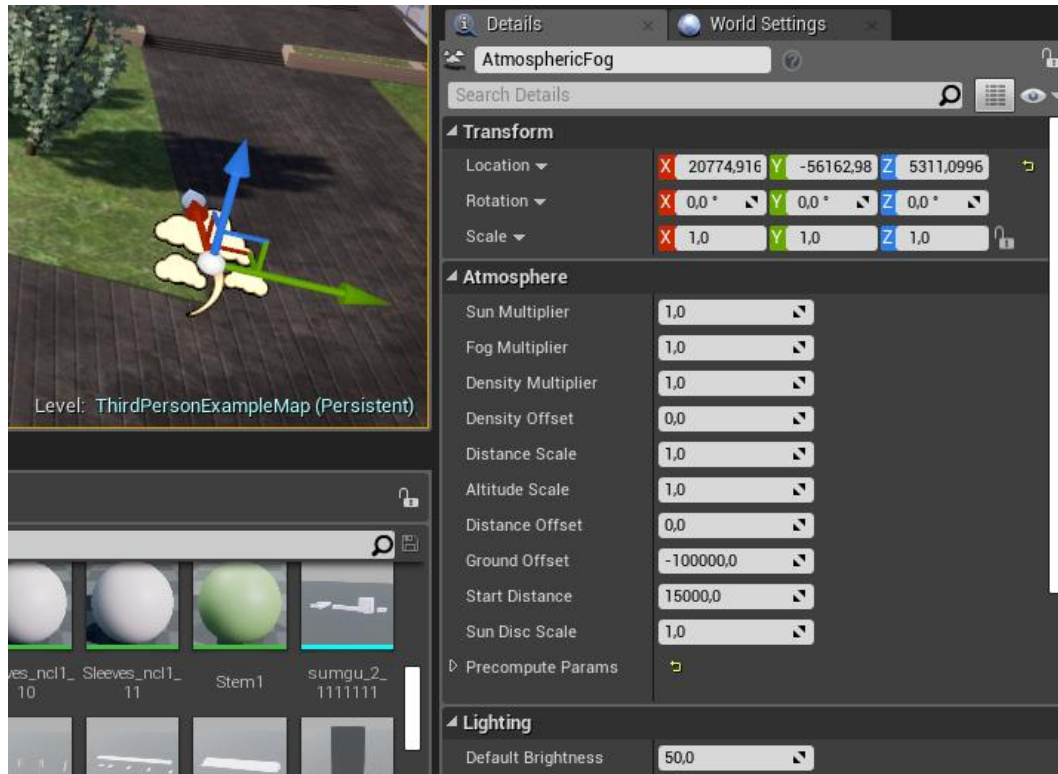 Details
World Settings
AtmosphericFog
Search Details
Transform
Location X 20774,916 Y -56162,98 Z 5311,0996
Rotation X 0,0 ° Y 0,0 ° Z 0,0 °
Scale X 1,0 Y 1,0 Z 1,0
Atmosphere
Sun Multiplier 1,0
Fog Multiplier 1,0
Density Multiplier 1,0
Density Offset 0,0
Distance Scale 1,0
Altitude Scale 1,0
Distance Offset 0,0
Ground Offset -100000,0
Start Distance 15000,0
Sun Disc Scale 1,0
Precompute Params
Lighting
Default Brightness 50,0
Level: ThirdPersonExampleMap (Persistent)
ves_ncl1_
10
Sleeves_ncl1_
11
Stem1
sumgu_2_
1111111